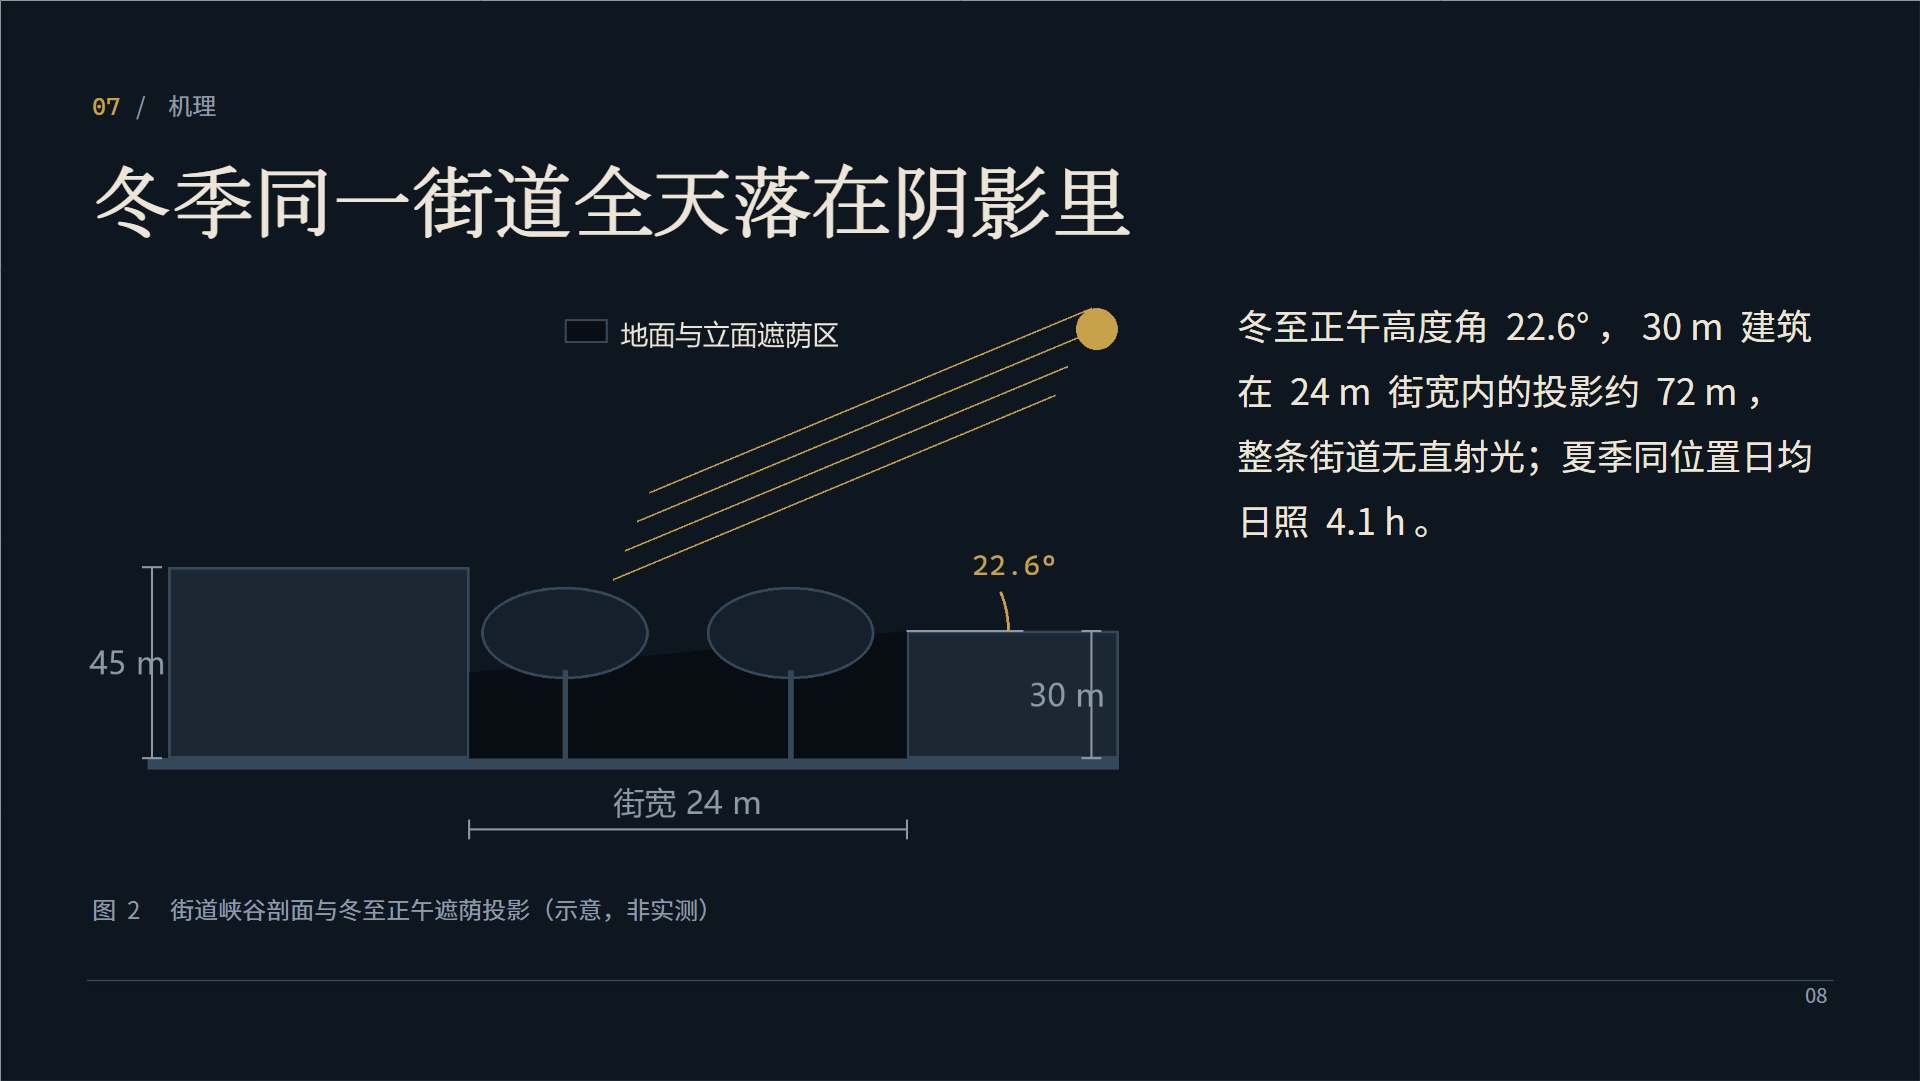 07 / 机理
冬季同一街道全天落在阴影里
地面与立面遮荫区
冬至正午高度角 22.6°， 30 m 建筑
在 24 m 街宽内的投影约 72 m，
整条街道无直射光；夏季同位置日均
日照 4.1 h。
22.6°
45 m
30 m
街宽 24 m
图 2 街道峡谷剖面与冬至正午遮荫投影（示意，非实测）
08